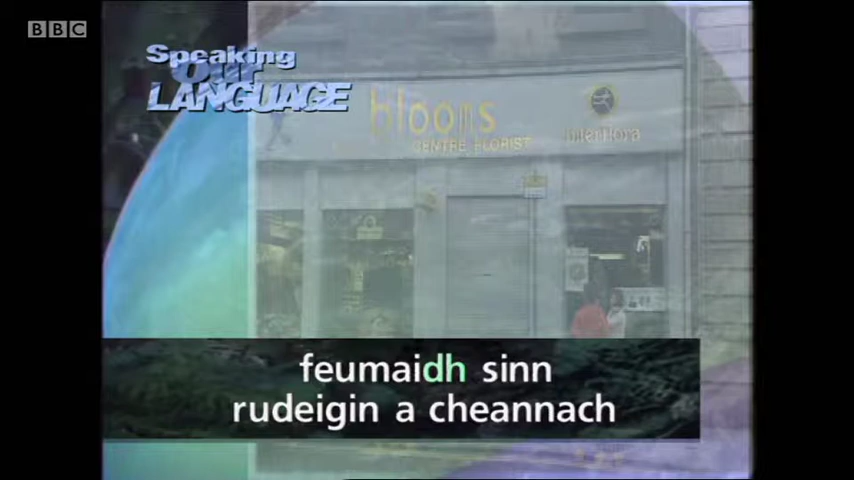 BBC
Speaking
Our
LANGUAGE
blooms
CENTRE FLORIST
Interflora
feumaidh sinn
rudeigin a cheannach